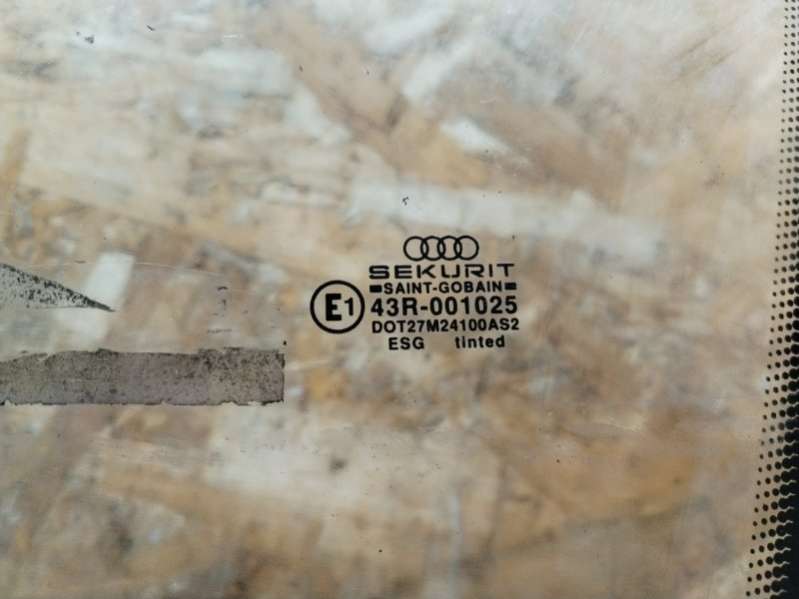 SEKURIT
SAINT-GOBAIN
E1 43R-001025
DOT27M24100AS2
ESG tinted